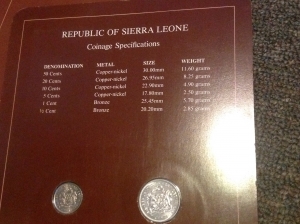 REPUBLIC OF SIERRA LEONE
Coinage Specifications
DENOMINATION METAL SIZE WEIGHT
50 Cents Copper-nickel 30.00mm 11.60 grams
20 Cents Copper-nickel 26.95mm 8.25 grams
10 Cents Copper-nickel 22.90mm 4.90 grams
5 Cents Copper-nickel 17.80mm 2.50 grams
1 Cent Bronze 25.45mm 5.70 grams
½ Cent Bronze 20.20mm 2.85 grams